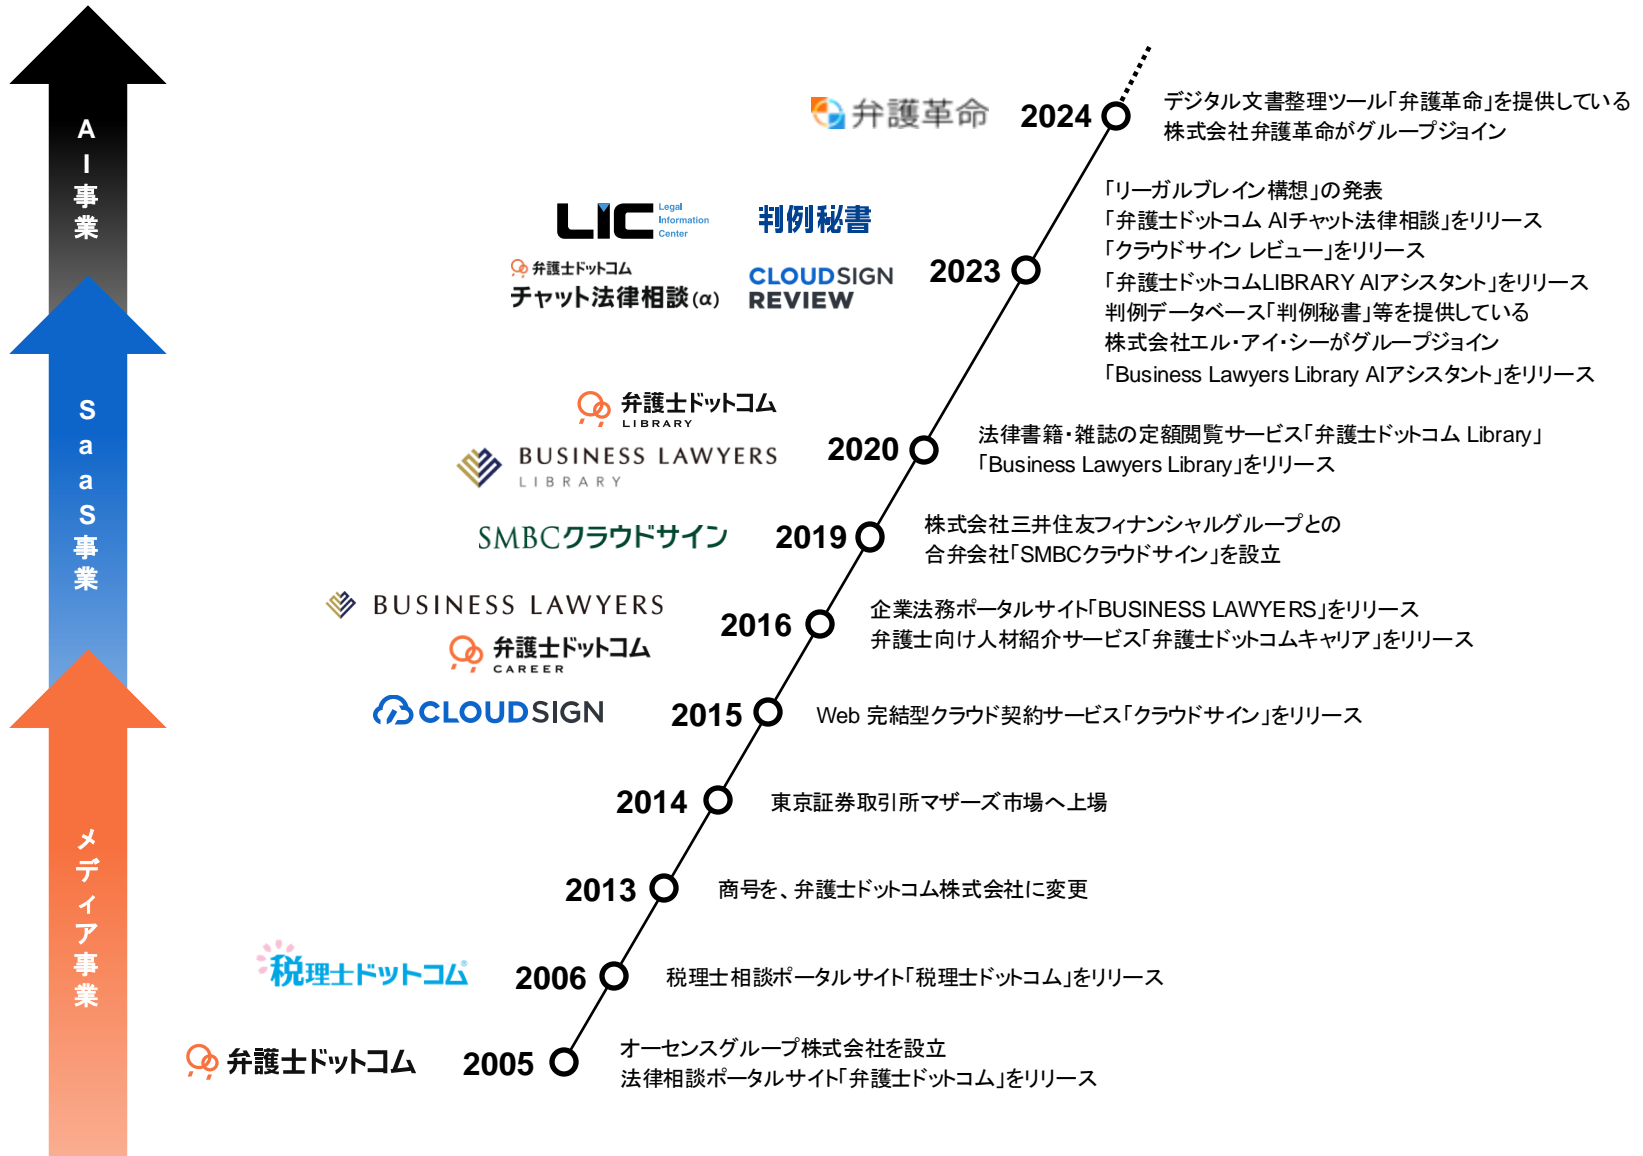 AI事業
SaaS事業
メディア事業
弁護革命
2024
デジタル文書整理ツール「弁護革命」を提供している
株式会社弁護革命がグループジョイン
LIC
Legal
Information
Center
判例秘書
弁護士ドットコム
チャット法律相談(α)
CLOUDSIGN
REVIEW
2023
「リーガルブレイン構想」の発表
「弁護士ドットコム AIチャット法律相談」をリリース
「クラウドサイン レビュー」をリリース
「弁護士ドットコムLIBRARY AIアシスタント」をリリース
判例データベース「判例秘書」等を提供している
株式会社エル・アイ・シーがグループジョイン
「Business Lawyers Library AIアシスタント」をリリース
弁護士ドットコム
LIBRARY
BUSINESS LAWYERS
LIBRARY
2020
法律書籍・雑誌の定額閲覧サービス「弁護士ドットコム Library」
「Business Lawyers Library」をリリース
SMBCクラウドサイン
2019
株式会社三井住友フィナンシャルグループとの
合弁会社「SMBCクラウドサイン」を設立
BUSINESS LAWYERS
弁護士ドットコム
CAREER
2016
企業法務ポータルサイト「BUSINESS LAWYERS」をリリース
弁護士向け人材紹介サービス「弁護士ドットコムキャリア」をリリース
CLOUDSIGN
2015
Web 完結型クラウド契約サービス「クラウドサイン」をリリース
2014
東京証券取引所マザーズ市場へ上場
2013
商号を、弁護士ドットコム株式会社に変更
税理士ドットコム®
2006
税理士相談ポータルサイト「税理士ドットコム」をリリース
弁護士ドットコム
2005
オーセンスグループ株式会社を設立
法律相談ポータルサイト「弁護士ドットコム」をリリース